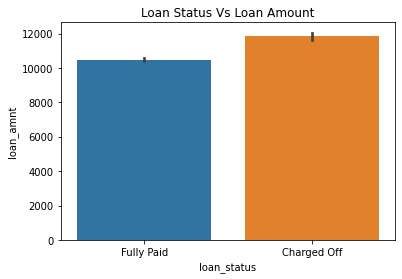 Loan Status Vs Loan Amount
12000
10000
8000
6000
4000
2000
0
loan_amnt
Fully Paid
Charged Off
loan_status